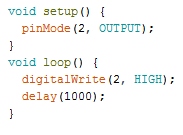 void setup() {
  pinMode(2, OUTPUT);
}
void loop() {
  digitalWrite(2, HIGH);
  delay(1000);
}